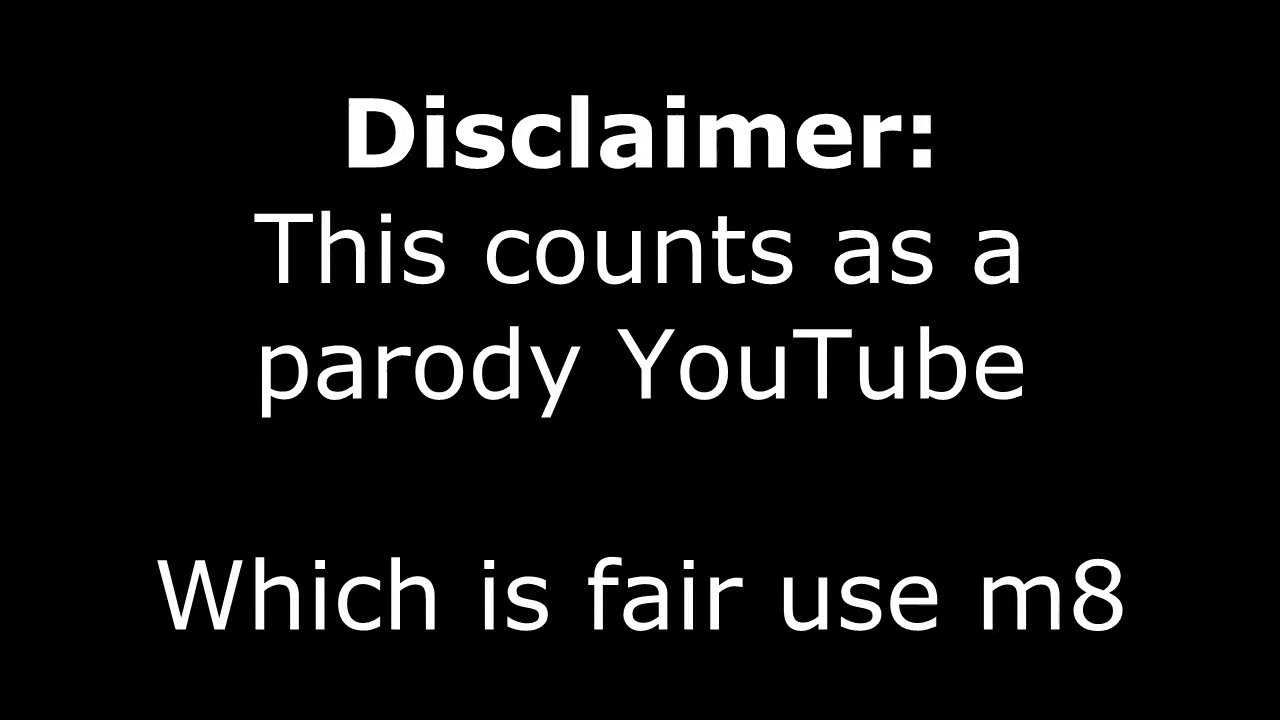 Disclaimer:
This counts as a
parody YouTube
Which is fair use m8